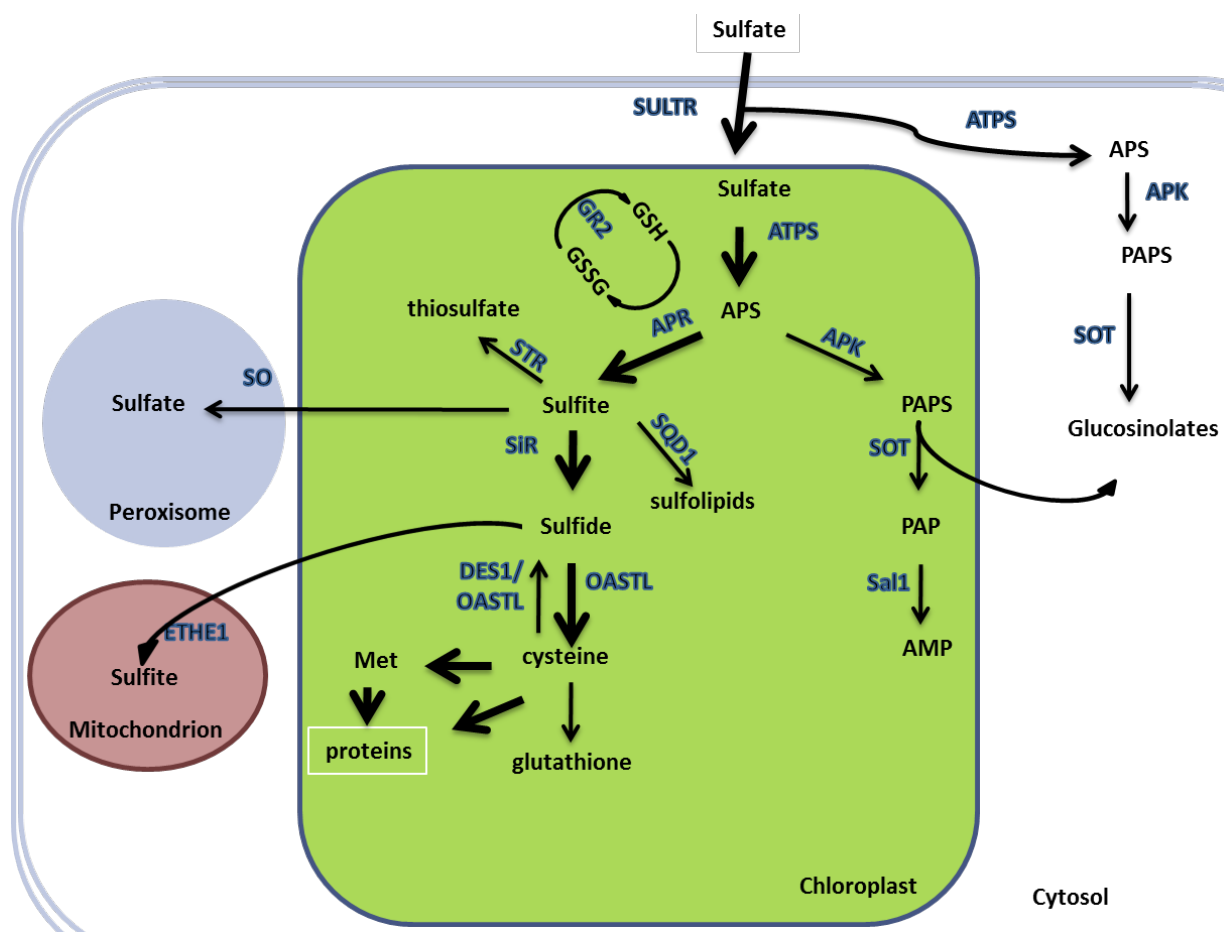 Sulfate
SULTR
ATPS
APS
APK
PAPS
SOT
Glucosinolates
Sulfate
GR2
GSH
GSSG
ATPS
thiosulfate
APS
APR
STR
APK
SO
Sulfate
Sulfite
PAPS
SiR
SQD1
SOT
sulfolipids
Peroxisome
Sulfide
PAP
DES1/
OASTL
OASTL
Sal1
ETHE1
Sulfite
Mitochondrion
Met
cysteine
AMP
proteins
glutathione
Chloroplast
Cytosol